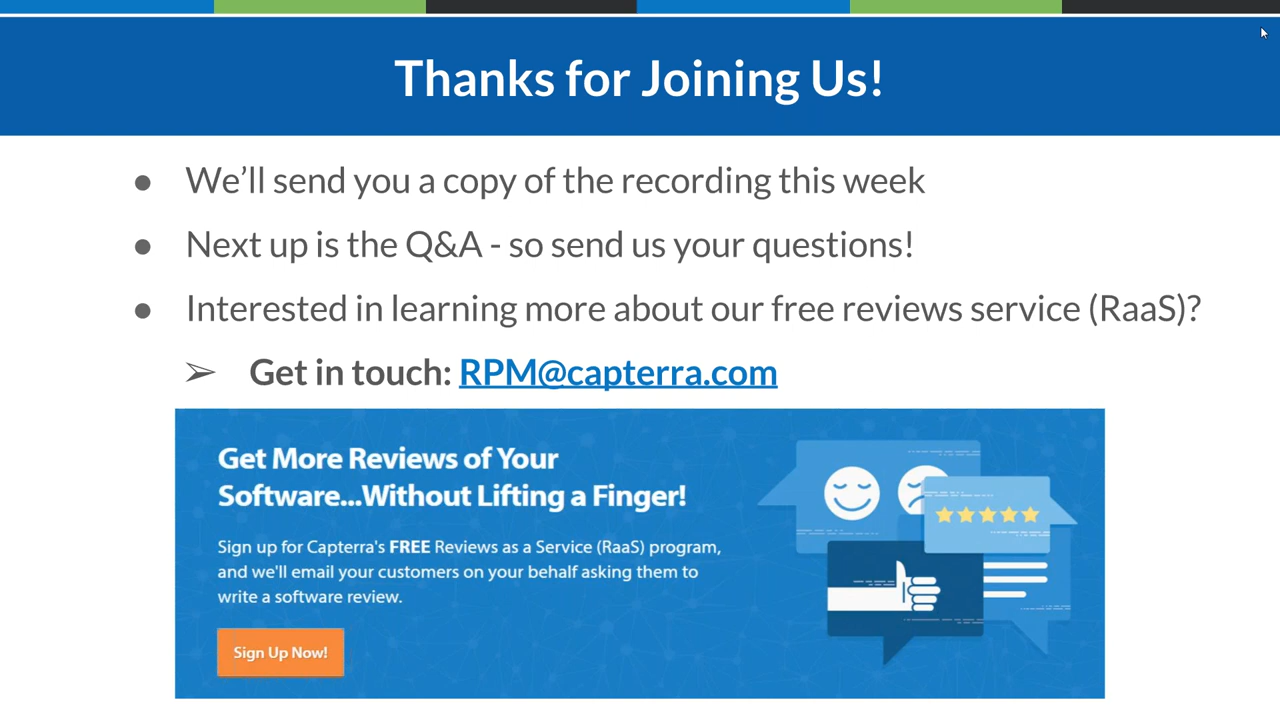 Thanks for Joining Us!
● We’ll send you a copy of the recording this week
● Next up is the Q&A - so send us your questions!
● Interested in learning more about our free reviews service (RaaS)?
➢ Get in touch: RPM@capterra.com
Get More Reviews of Your
Software...Without Lifting a Finger!
Sign up for Capterra's FREE Reviews as a Service (RaaS) program,
and we'll email your customers on your behalf asking them to
write a software review.
Sign Up Now!